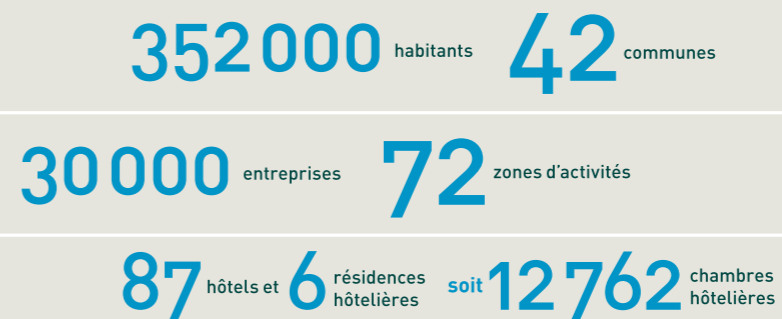 352 000 habitants 42 communes
30 000 entreprises 72 zones d'activités
87 hôtels et 6 résidences hôtelières soit 12 762 chambres hôtelières